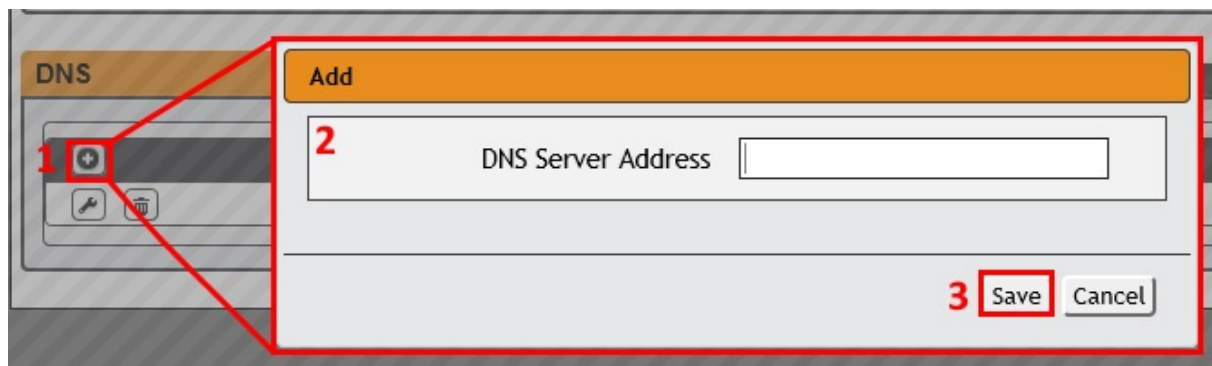 DNS
Add
1
2
DNS Server Address
3 Save Cancel